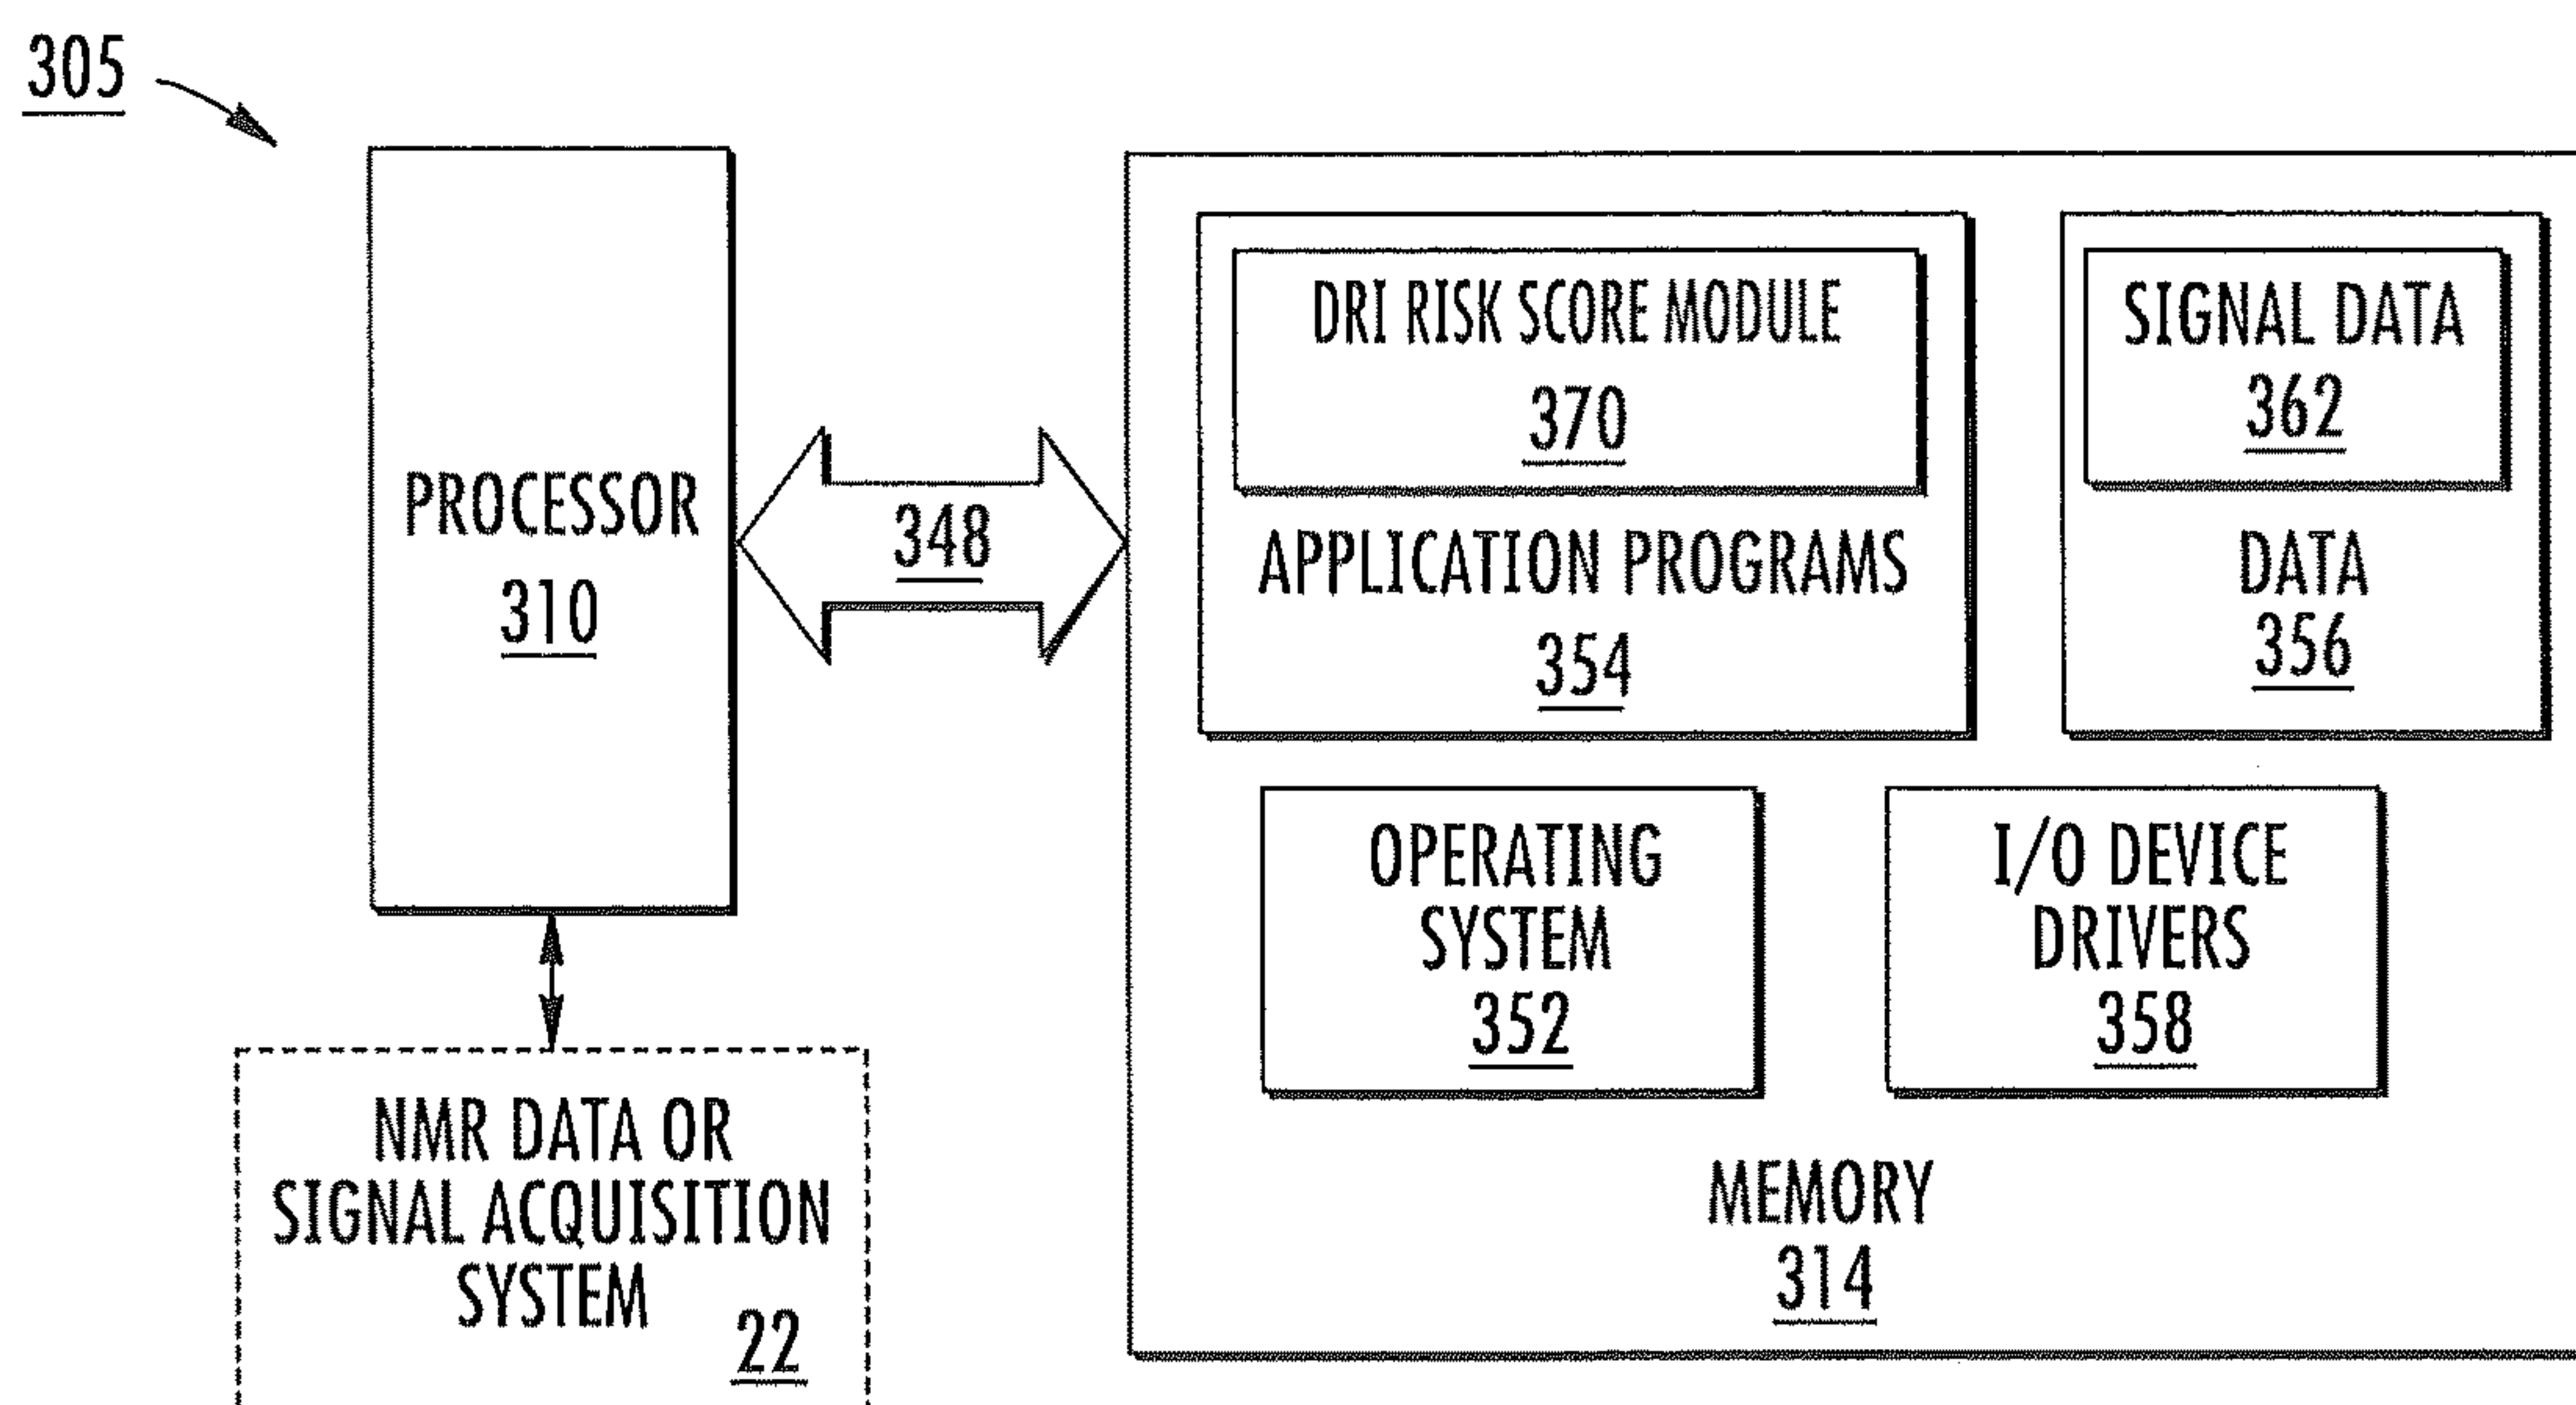 305
PROCESSOR
310
348
DRI RISK SCORE MODULE
370
APPLICATION PROGRAMS
354
SIGNAL DATA
362
DATA
356
OPERATING
SYSTEM
352
I/O DEVICE
DRIVERS
358
MEMORY
314
NMR DATA OR
SIGNAL ACQUISITION
SYSTEM
22